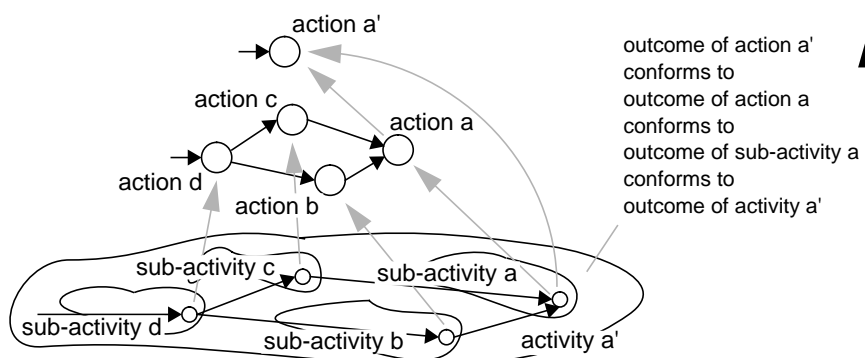 action a'
action c
action a
action d
action b
sub-activity c
sub-activity a
sub-activity d
sub-activity b
activity a'
outcome of action a'
conforms to
outcome of action a
conforms to
outcome of sub-activity a
conforms to
outcome of activity a'